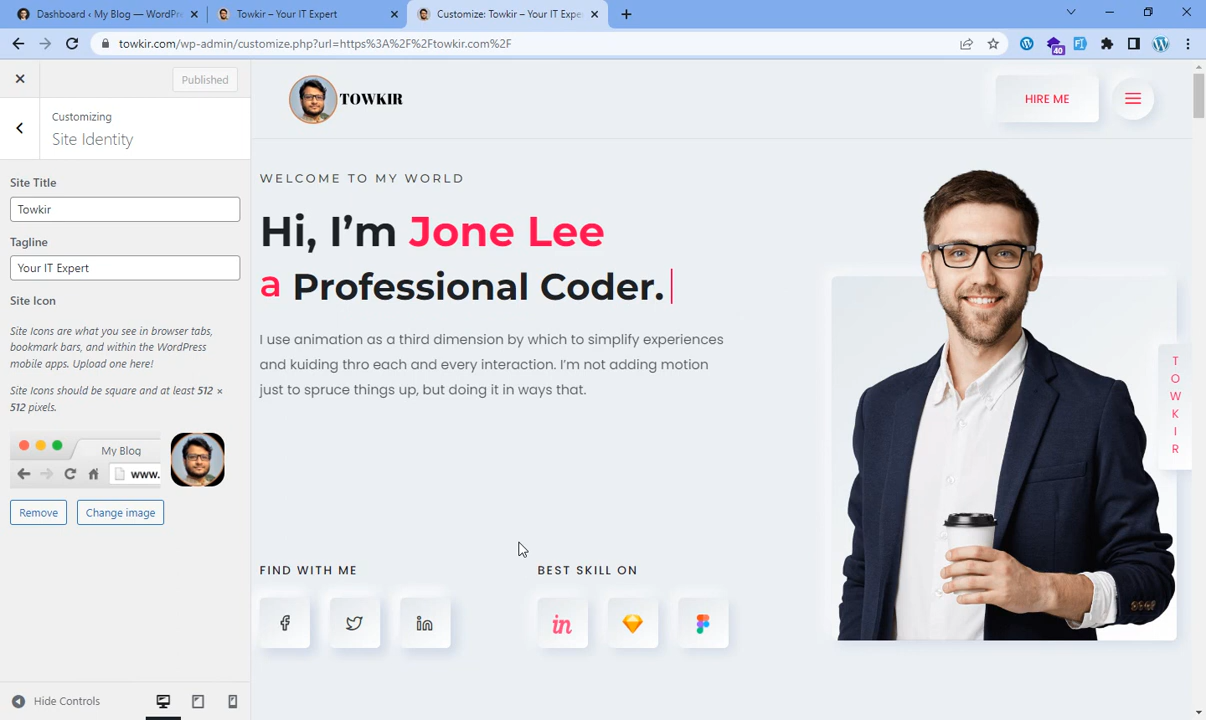 Dashboard ‹ My Blog — WordPr
Towkir – Your IT Expert
Customize: Towkir – Your IT Expe
towkir.com/wp-admin/customize.php?url=https%3A%2F%2Ftowkir.com%2F
40
Published
Customizing
Site Identity
Site Title
Towkir
Tagline
Your IT Expert
Site Icon
Site Icons are what you see in browser tabs,
bookmark bars, and within the WordPress
mobile apps. Upload one here!
Site Icons should be square and at least 512 ×
512 pixels.
My Blog
www.
Remove
Change image
Hide Controls
TOWKIR
HIRE ME
WELCOME TO MY WORLD
Hi, I’m Jone Lee
a Professional Coder.
I use animation as a third dimension by which to simplify experiences
and kuiding thro each and every interaction. I’m not adding motion
just to spruce things up, but doing it in ways that.
FIND WITH ME
BEST SKILL ON
in
in
TOWKIR